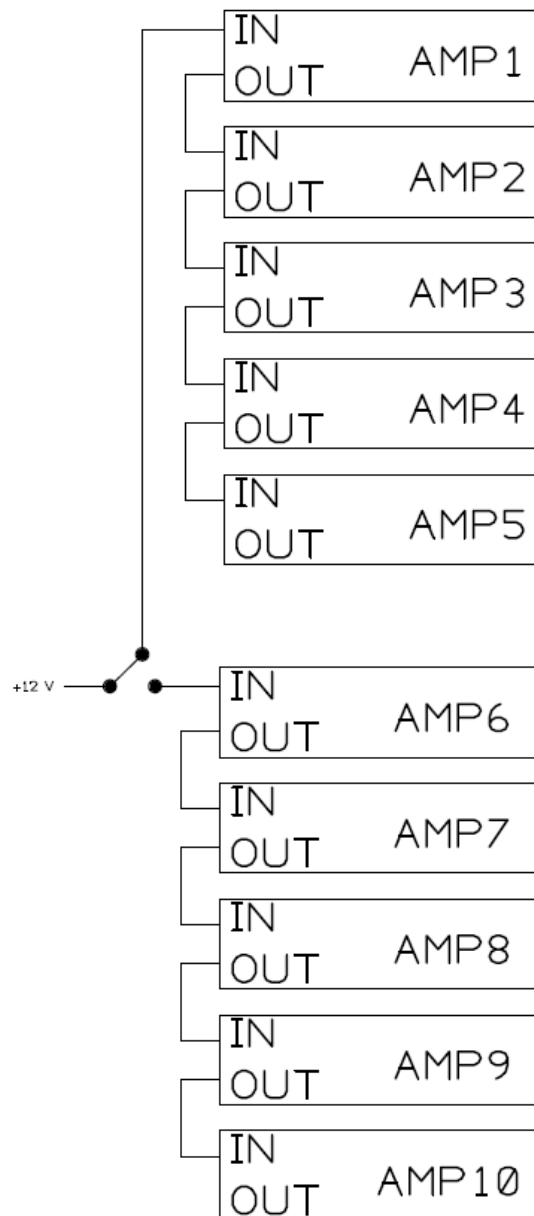 IN
OUT AMP1
IN
OUT AMP2
IN
OUT AMP3
IN
OUT AMP4
IN
OUT AMP5
+12 V
IN
OUT AMP6
IN
OUT AMP7
IN
OUT AMP8
IN
OUT AMP9
IN
OUT AMP10